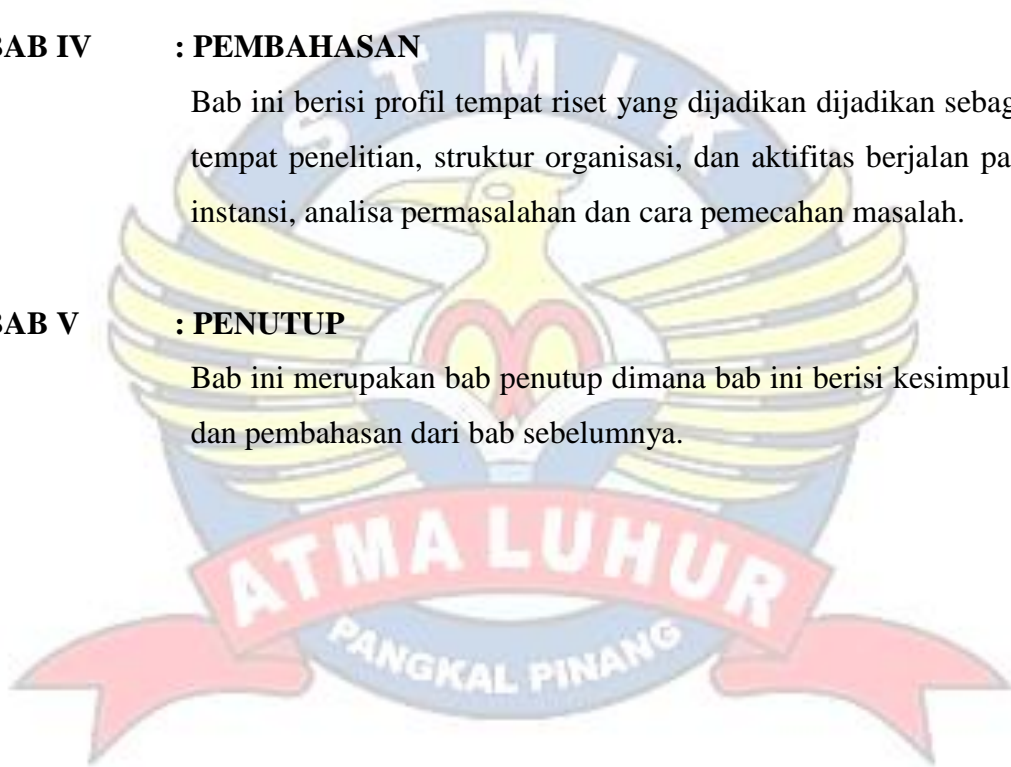 BAB IV : PEMBAHASAN
Bab ini berisi profil tempat riset yang dijadikan dijadikan sebag
tempat penelitian, struktur organisasi, dan aktifitas berjalan pa
instansi, analisa permasalahan dan cara pemecahan masalah.
BAB V : PENUTUP
Bab ini merupakan bab penutup dimana bab ini berisi kesimpul
dan pembahasan dari bab sebelumnya.
STMIK
ATMA LUHUR
PANGKAL PINANG